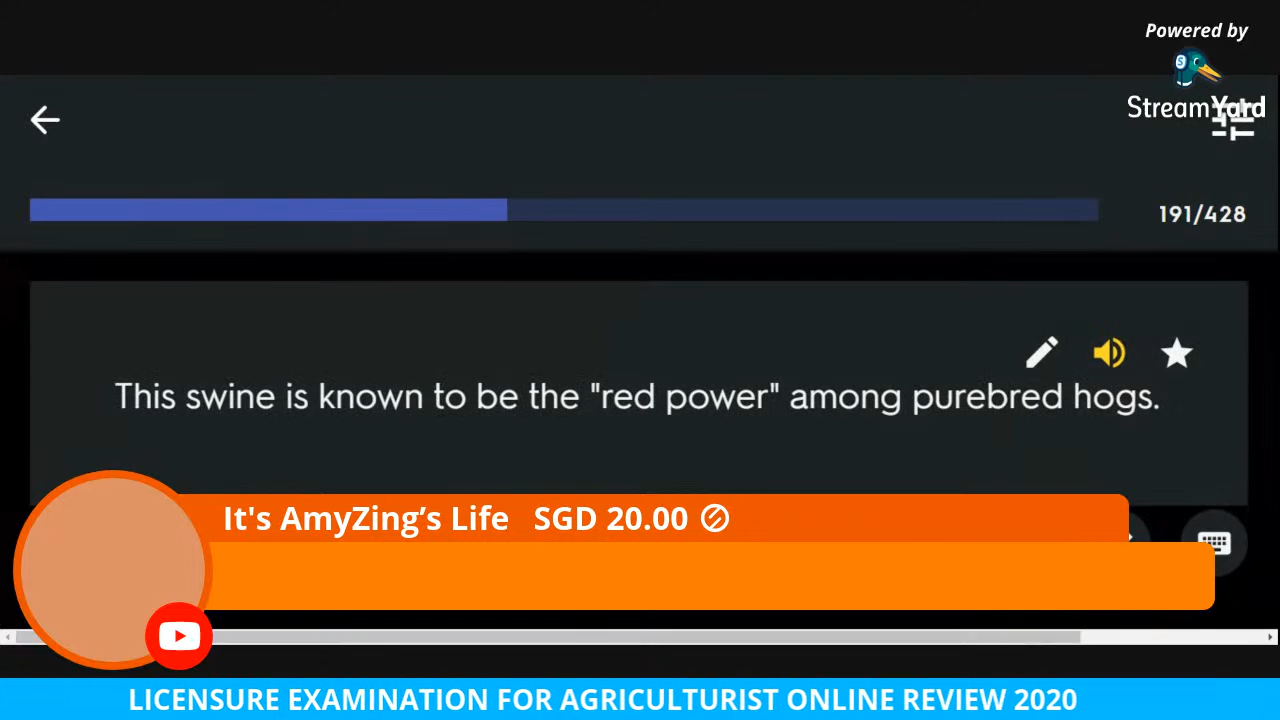 Powered by
StreamYard
191/428
This swine is known to be the "red power" among purebred hogs.
It's AmyZing’s Life SGD 20.00
LICENSURE EXAMINATION FOR AGRICULTURIST ONLINE REVIEW 2020